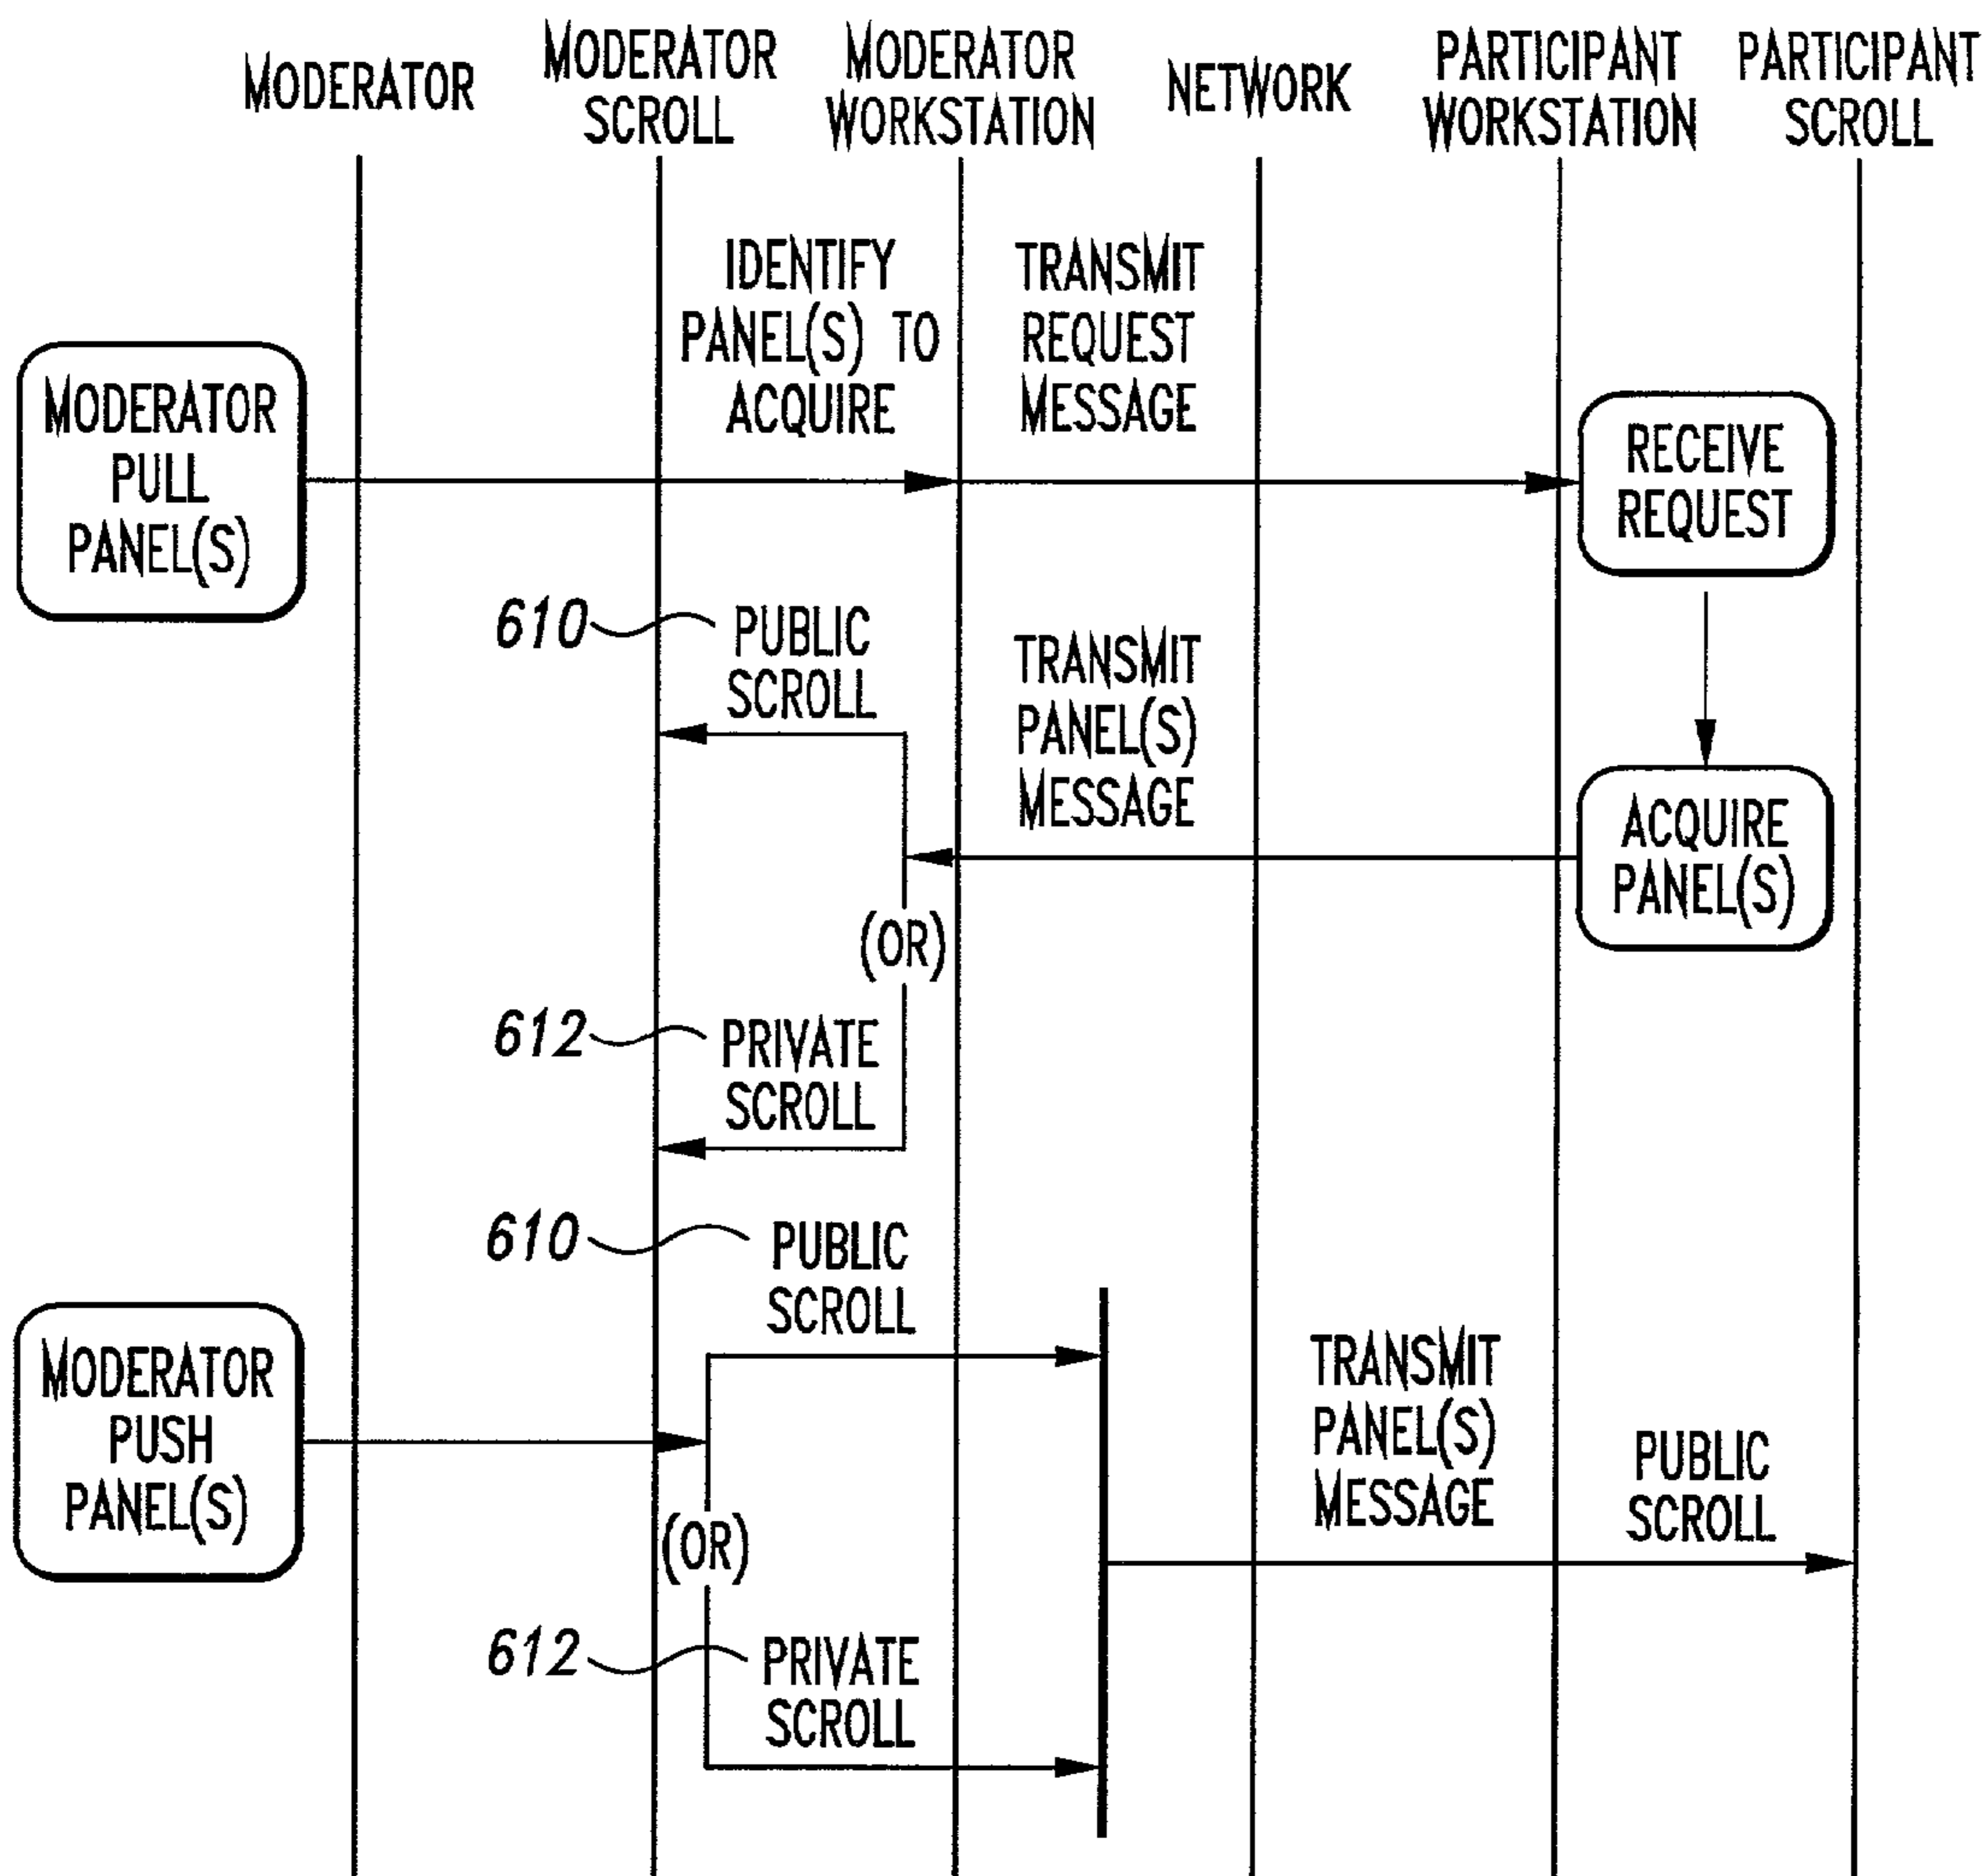 MODERATOR
MODERATOR
SCROLL
MODERATOR
WORKSTATION
NETWORK
PARTICIPANT
WORKSTATION
PARTICIPANT
SCROLL
MODERATOR
PULL
PANEL(S)
IDENTIFY
PANEL(S) TO
ACQUIRE
TRANSMIT
REQUEST
MESSAGE
RECEIVE
REQUEST
610
PUBLIC
SCROLL
TRANSMIT
PANEL(S)
MESSAGE
ACQUIRE
PANEL(S)
(OR)
612
PRIVATE
SCROLL
610
PUBLIC
SCROLL
MODERATOR
PUSH
PANEL(S)
(OR)
TRANSMIT
PANEL(S)
MESSAGE
PUBLIC
SCROLL
612
PRIVATE
SCROLL